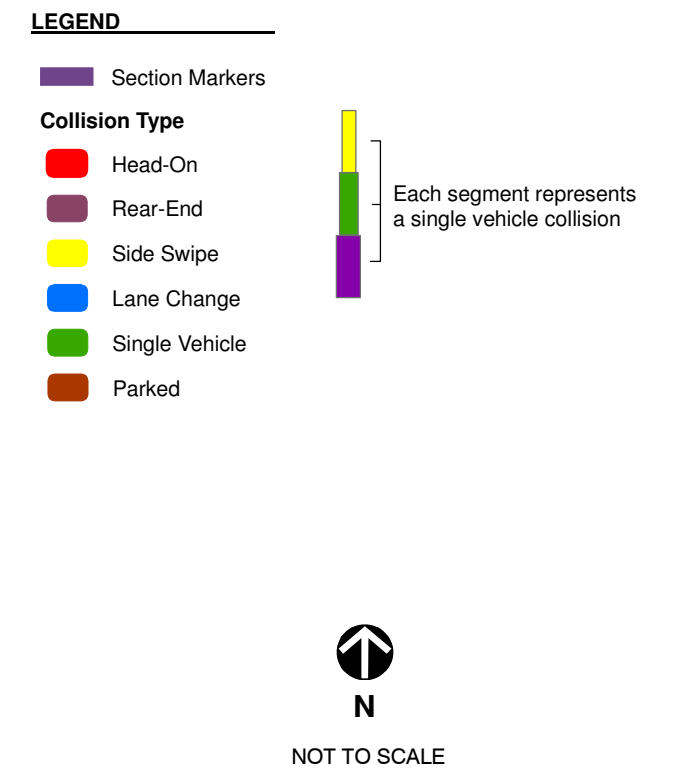 LEGEND
Section Markers
Collision Type
Head-On
Rear-End
Side Swipe
Lane Change
Single Vehicle
Parked
Each segment represents
a single vehicle collision
N
NOT TO SCALE